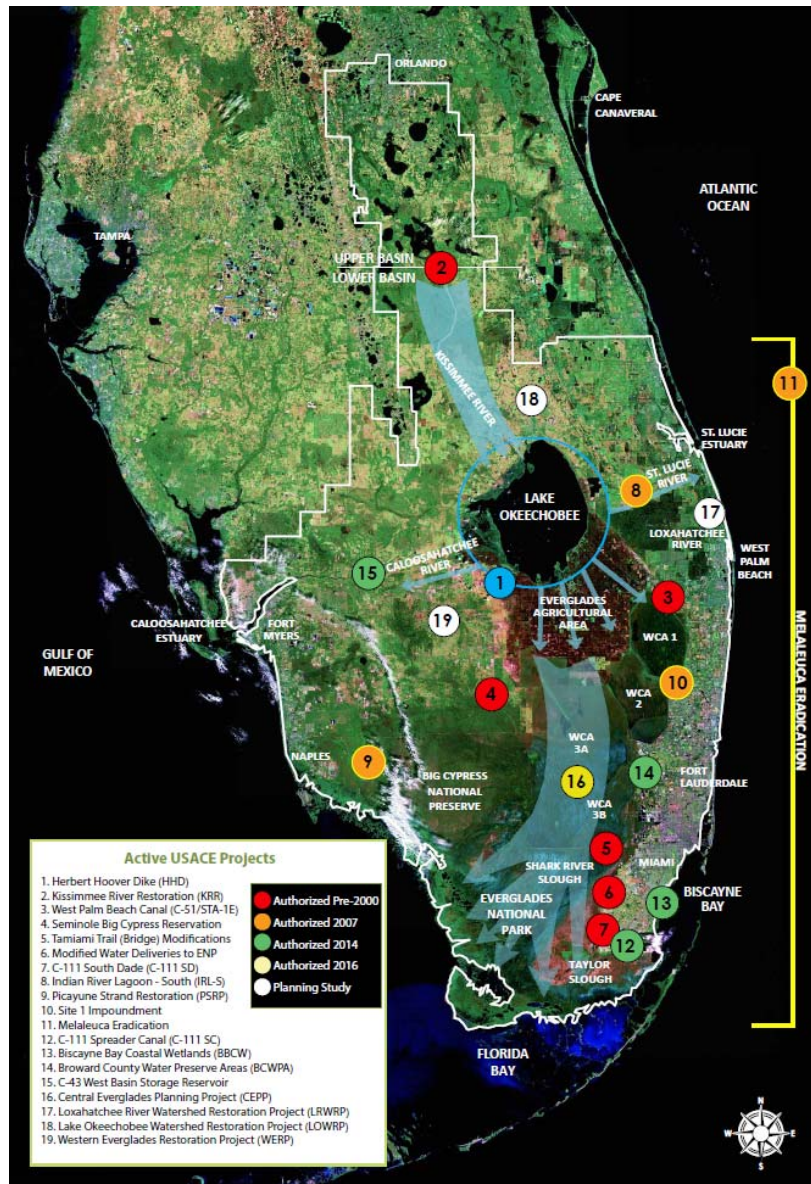 ORLANDO
CAPE
CANAVERAL
ATLANTIC
OCEAN
TAMPA
UPPER BASIN
LOWER BASIN
2
KISSIMMEE RIVER
11
18
ST. LUCIE
ESTUARY
ST. LUCIE
RIVER
8
LAKE
OKEECHOBEE
17
LOXAHATCHEE
RIVER
WEST
PALM
BEACH
CALOOSAHATCHEE
RIVER
15
1
3
EVERGLADES
AGRICULTURAL
AREA
WCA 1
19
CALOOSAHATCHEE
ESTUARY
FORT
MYERS
GULF OF
MEXICO
MELALEUCA ERADICATION
4
10
WCA
2
WCA
3A
NAPLES
9
BIG CYPRESS
NATIONAL
PRESERVE
16
14
FORT
LAUDERDALE
WCA
3B
5
MIAMI
SHARK RIVER
SLOUGH
6
13
BISCAYNE
BAY
EVERGLADES
NATIONAL
PARK
7
12
TAYLOR
SLOUGH
FLORIDA
BAY
Active USACE Projects
1. Herbert Hoover Dike (HHD)
2. Kissimmee River Restoration (KRR)
3. West Palm Beach Canal (C-51/STA-1E)
4. Seminole Big Cypress Reservation
5. Tamiami Trail (Bridge) Modifications
6. Modified Water Deliveries to ENP
7. C-111 South Dade (C-111 SD)
8. Indian River Lagoon - South (IRL-S)
9. Picayune Strand Restoration (PSRP)
10. Site 1 Impoundment
11. Melaleuca Eradication
12. C-111 Spreader Canal (C-111 SC)
13. Biscayne Bay Coastal Wetlands (BBCW)
14. Broward County Water Preserve Areas (BCWPA)
15. C-43 West Basin Storage Reservoir
16. Central Everglades Planning Project (CEPP)
17. Loxahatchee River Watershed Restoration Project (LRWRP)
18. Lake Okeechobee Watershed Restoration Project (LOWRP)
19. Western Everglades Restoration Project (WERP)
Authorized Pre-2000
Authorized 2007
Authorized 2014
Authorized 2016
Planning Study
N
W E
S